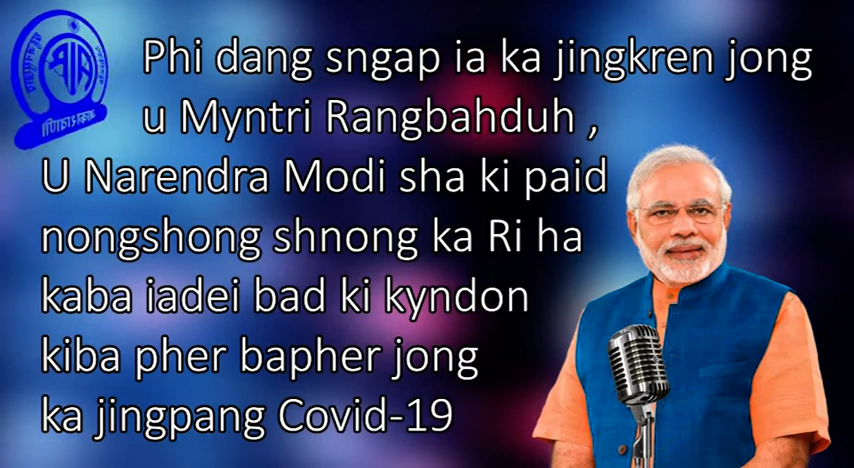 Phi dang sngap ia ka jingkren jong
u Myntri Rangbahduh ,
U Narendra Modi sha ki paid
nongshong shnong ka Ri ha
kaba iadei bad ki kyndon
kiba pher bapher jong
ka jingpang Covid-19